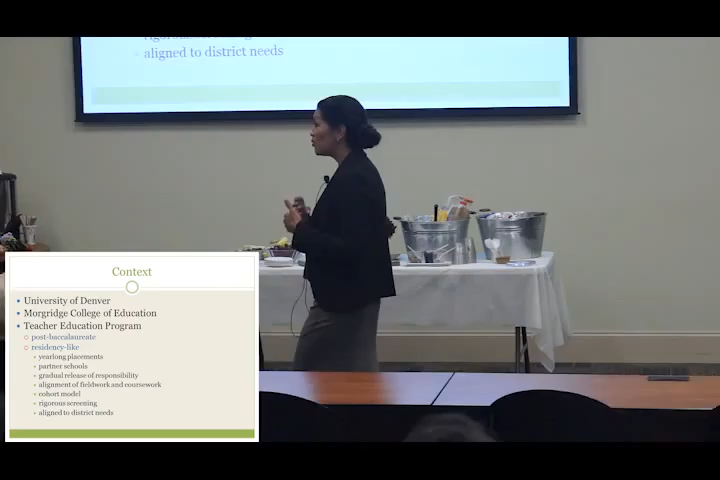 aligned to district needs
Context
University of Denver
Morgridge College of Education
Teacher Education Program
post-baccalaureate
residency-like
yearlong placements
partner schools
gradual release of responsibility
alignment of fieldwork and coursework
cohort model
rigorous screening
aligned to district needs